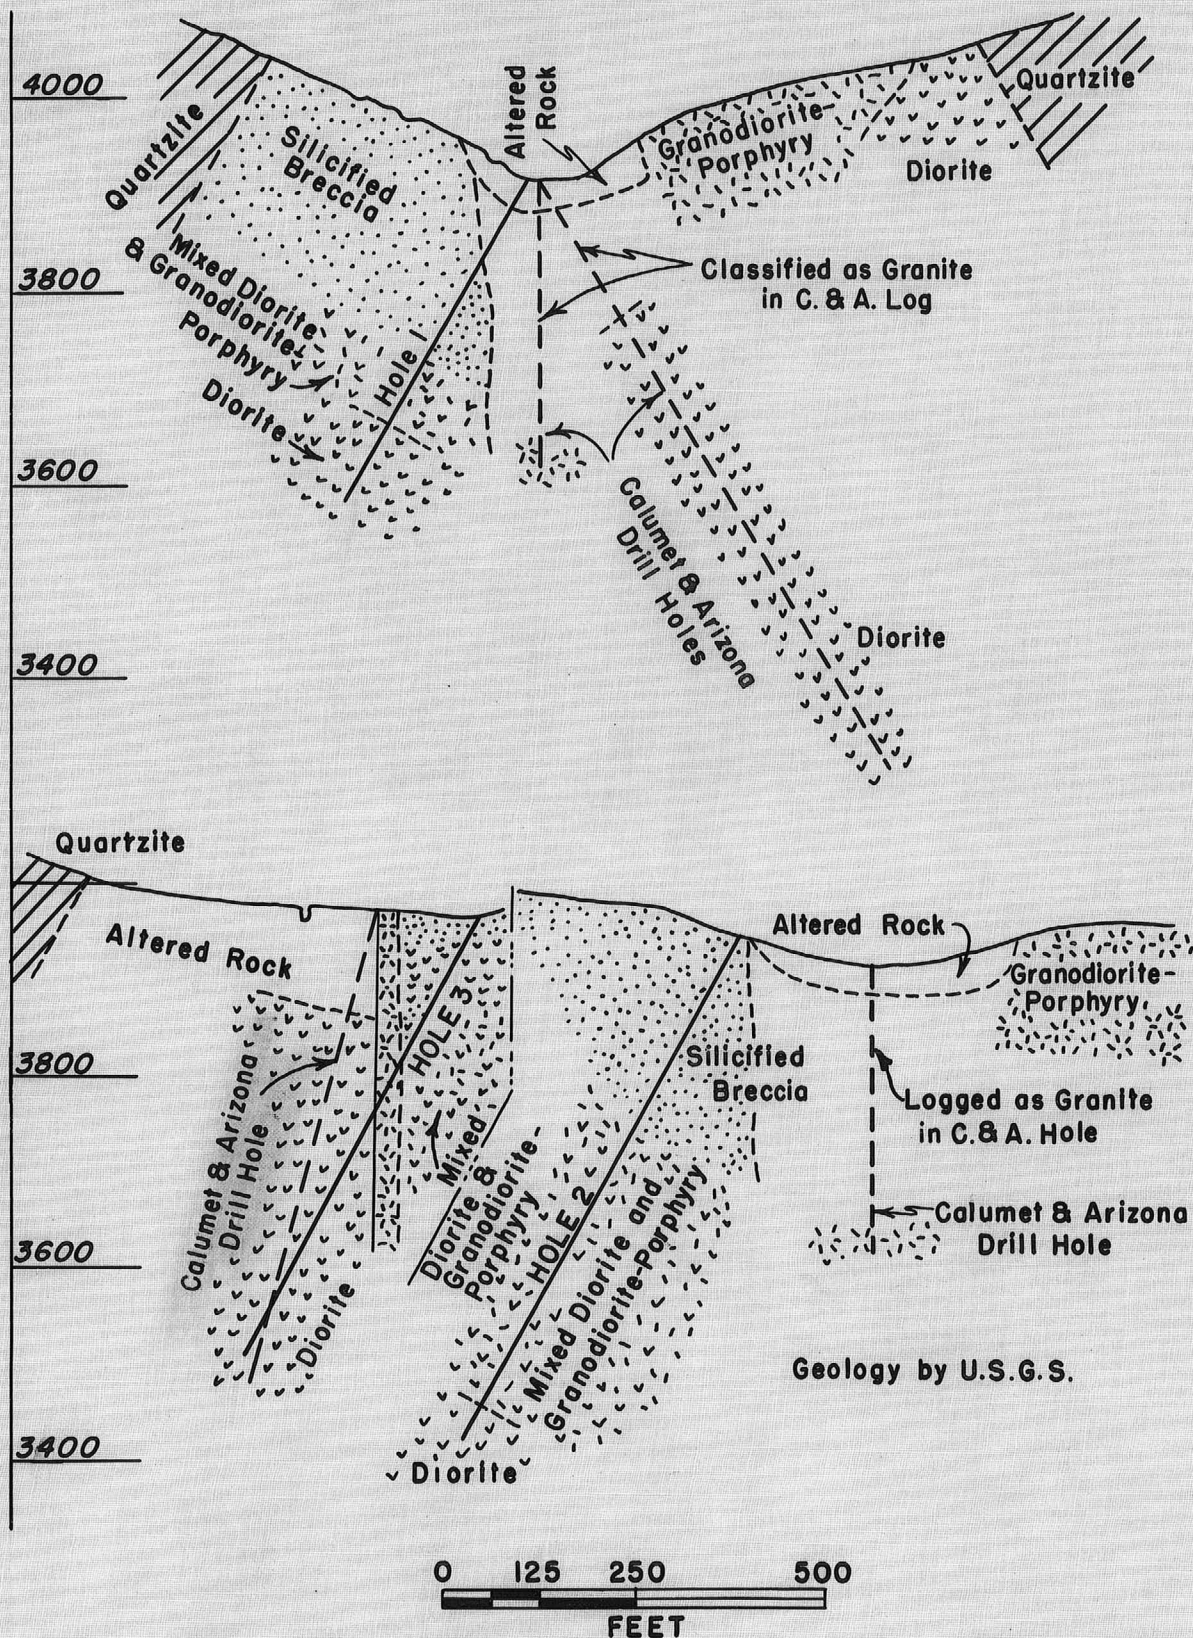 4000
3800
3600
3400
Quartzite
Silicified
Breccia
Altered
Rock
Granodiorite-
Porphyry
Quartzite
Diorite
Mixed Diorite
& Granodiorite-
Porphyry
Diorite
Hole 1
Classified as Granite
in C. & A. Log
Calumet & Arizona
Drill Holes
Diorite
Quartzite
Altered Rock
3800
3600
3400
Calumet & Arizona
Drill Hole
Diorite
HOLE 3
Mixed
Diorite &
Granodiorite-
Porphyry
HOLE 2
Silicified
Breccia
Mixed Diorite and
Granodiorite-Porphyry
Diorite
Altered Rock
Granodiorite-
Porphyry
Logged as Granite
in C. & A. Hole
Calumet & Arizona
Drill Hole
Geology by U.S.G.S.
0 125 250 500
FEET